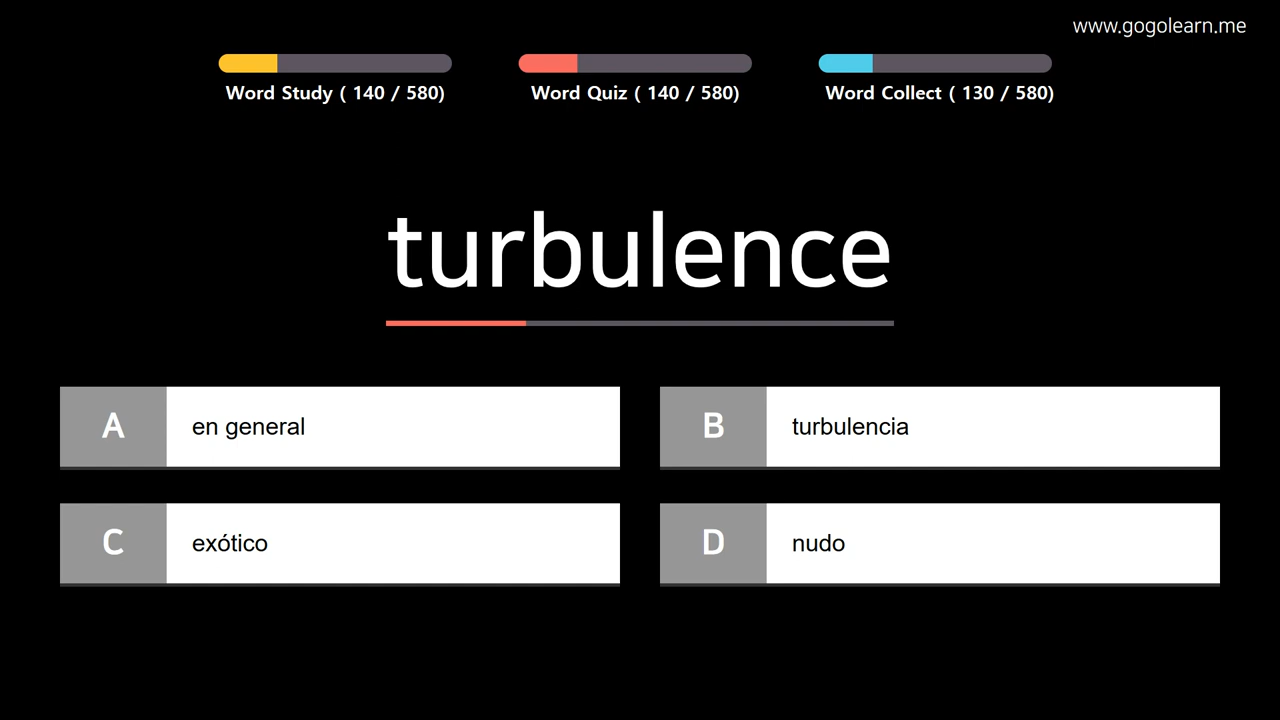 www.gogolearn.me
Word Study ( 140 / 580)
Word Quiz ( 140 / 580)
Word Collect ( 130 / 580)
turbulence
A
en general
B
turbulencia
C
exótico
D
nudo